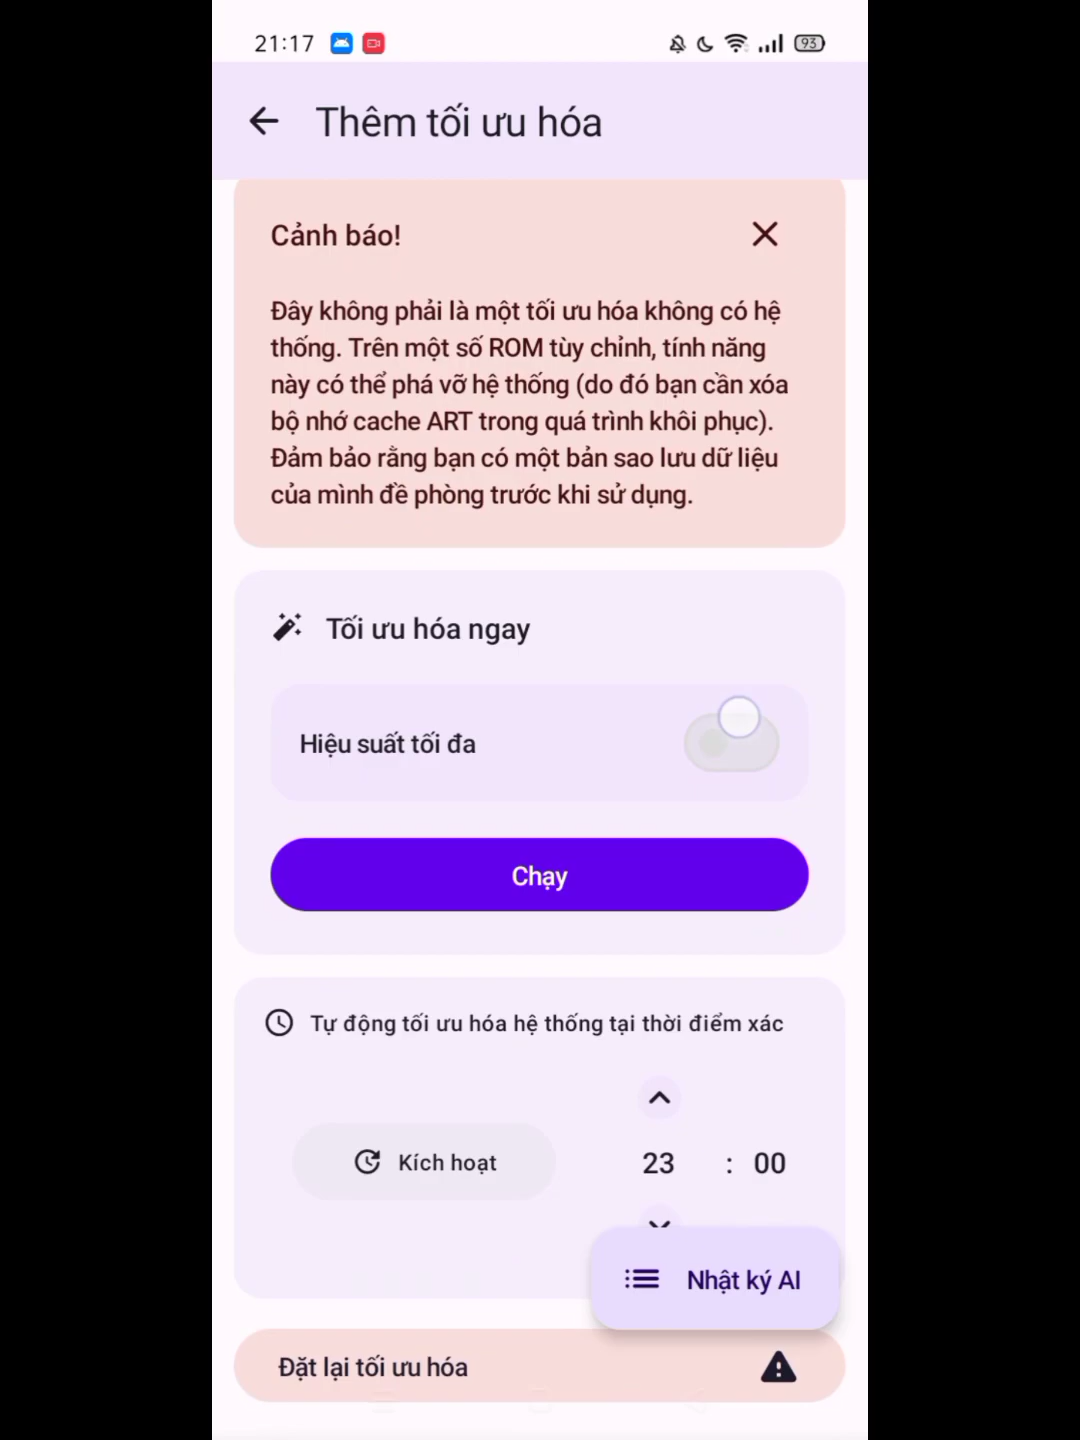 21:17
93
Thêm tối ưu hóa
Cảnh báo!
Đây không phải là một tối ưu hóa không có hệ
thống. Trên một số ROM tùy chỉnh, tính năng
này có thể phá vỡ hệ thống (do đó bạn cần xóa
bộ nhớ cache ART trong quá trình khôi phục).
Đảm bảo rằng bạn có một bản sao lưu dữ liệu
của mình đề phòng trước khi sử dụng.
Tối ưu hóa ngay
Hiệu suất tối đa
Chạy
Tự động tối ưu hóa hệ thống tại thời điểm xác
Kích hoạt
23 : 00
Nhật ký AI
Đặt lại tối ưu hóa